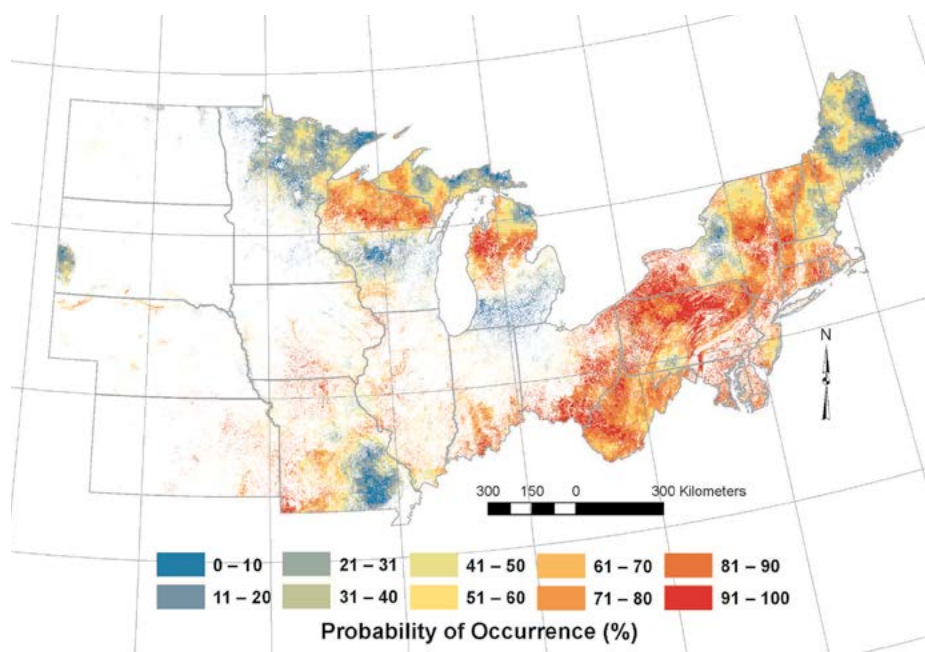 N
300 150 0 300 Kilometers
0 – 10 21 – 31 41 – 50 61 – 70 81 – 90
11 – 20 31 – 40 51 – 60 71 – 80 91 – 100
Probability of Occurrence (%)